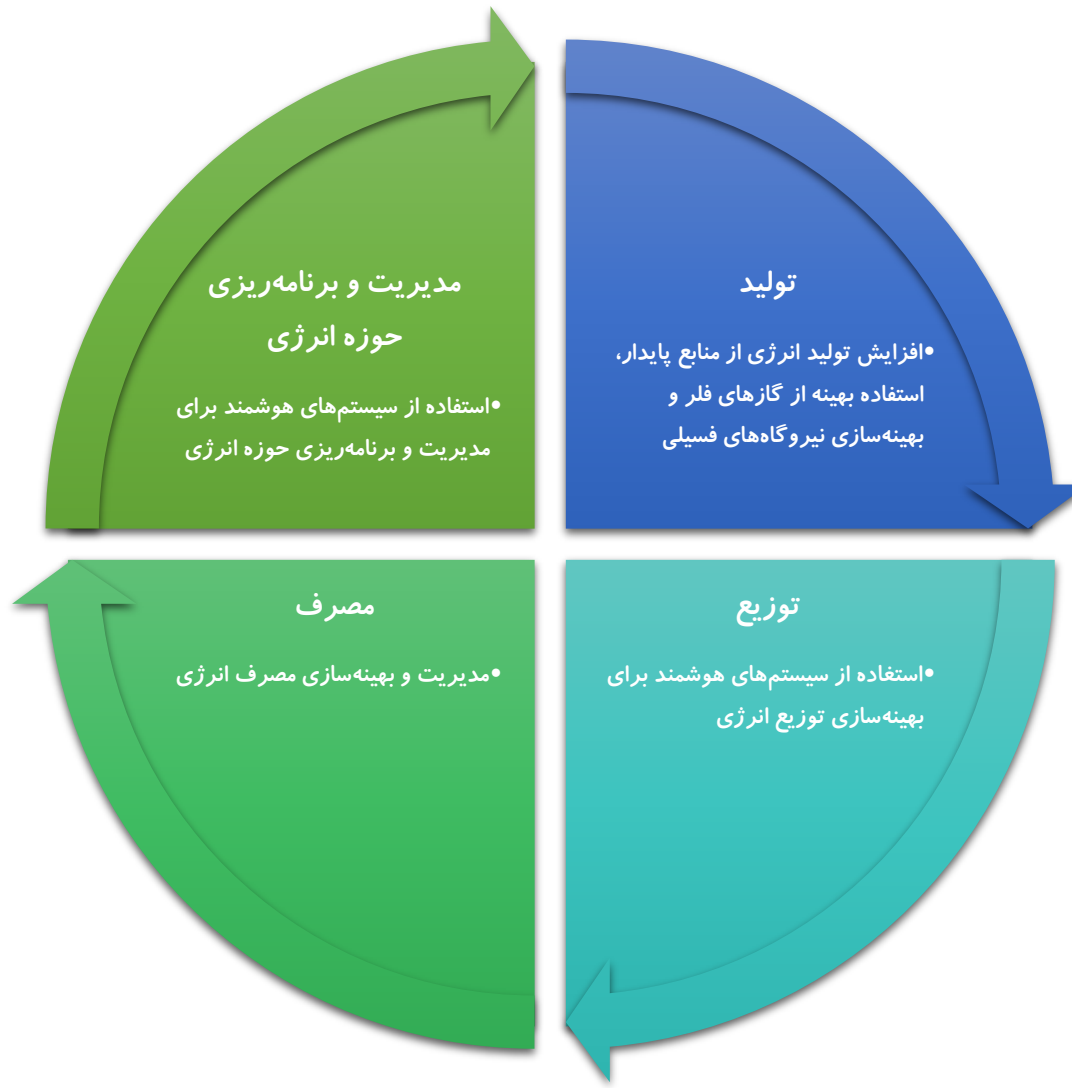 تولید
•افزایش تولید انرژی از منابع پایدار،
استفاده بهینه از گازهای فلر و
بهینه‌سازی نیروگاه‌های فسیلی
توزیع
•استفاده از سیستم‌های هوشمند برای
بهینه‌سازی توزیع انرژی
مصرف
•مدیریت و بهینه‌سازی مصرف انرژی
مدیریت و برنامه‌ریزی
حوزه انرژی
•استفاده از سیستم‌های هوشمند برای
مدیریت و برنامه‌ریزی حوزه انرژی